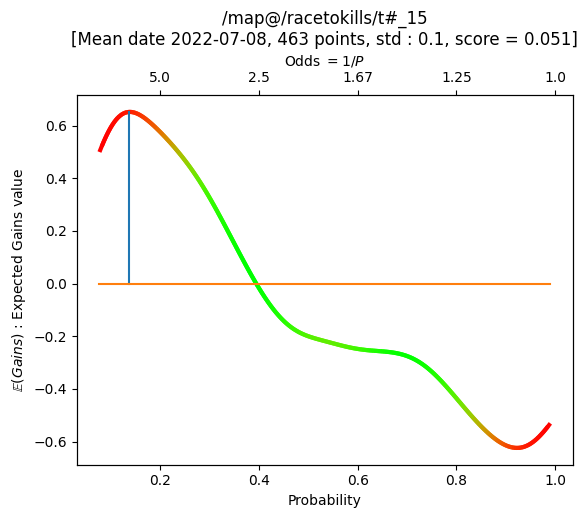 /map@/racetokills/t#_15
[Mean date 2022-07-08, 463 points, std : 0.1, score = 0.051]
Odds = 1/P
5.0 2.5 1.67 1.25 1.0
0.6
0.4
0.2
0.0
−0.2
−0.4
−0.6
𝔼(Gains) : Expected Gains value
0.2 0.4 0.6 0.8 1.0
Probability